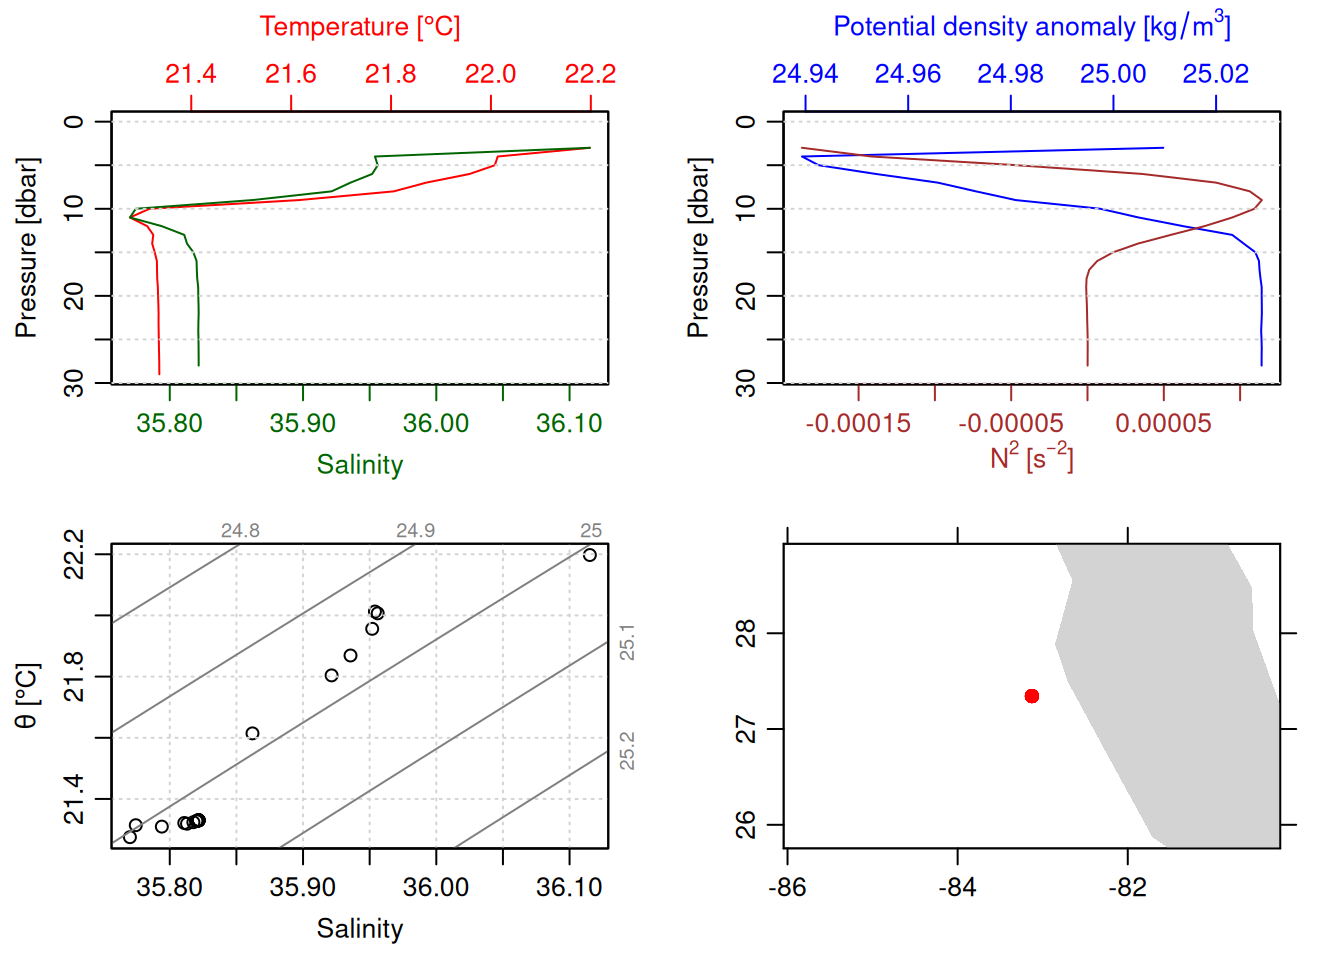 Temperature [°C]
21.4 21.6 21.8 22.0 22.2
Pressure [dbar]
0
10
20
30
35.80 35.90 36.00 36.10
Salinity
Potential density anomaly [kg/m³]
24.94 24.96 24.98 25.00 25.02
Pressure [dbar]
0
10
20
30
-0.00015 -0.00005 0.00005
N² [s⁻²]
24.8 24.9 25
25.1
25.2
θ [°C]
22.2
21.8
21.4
35.80 35.90 36.00 36.10
Salinity
28
27
26
-86 -84 -82